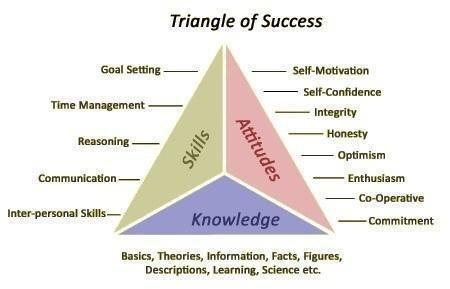 Triangle of Success
Goal Setting
Time Management
Reasoning
Communication
Inter-personal Skills
Skills
Attitudes
Knowledge
Self-Motivation
Self-Confidence
Integrity
Honesty
Optimism
Enthusiasm
Co-Operative
Commitment
Basics, Theories, Information, Facts, Figures,
Descriptions, Learning, Science etc.